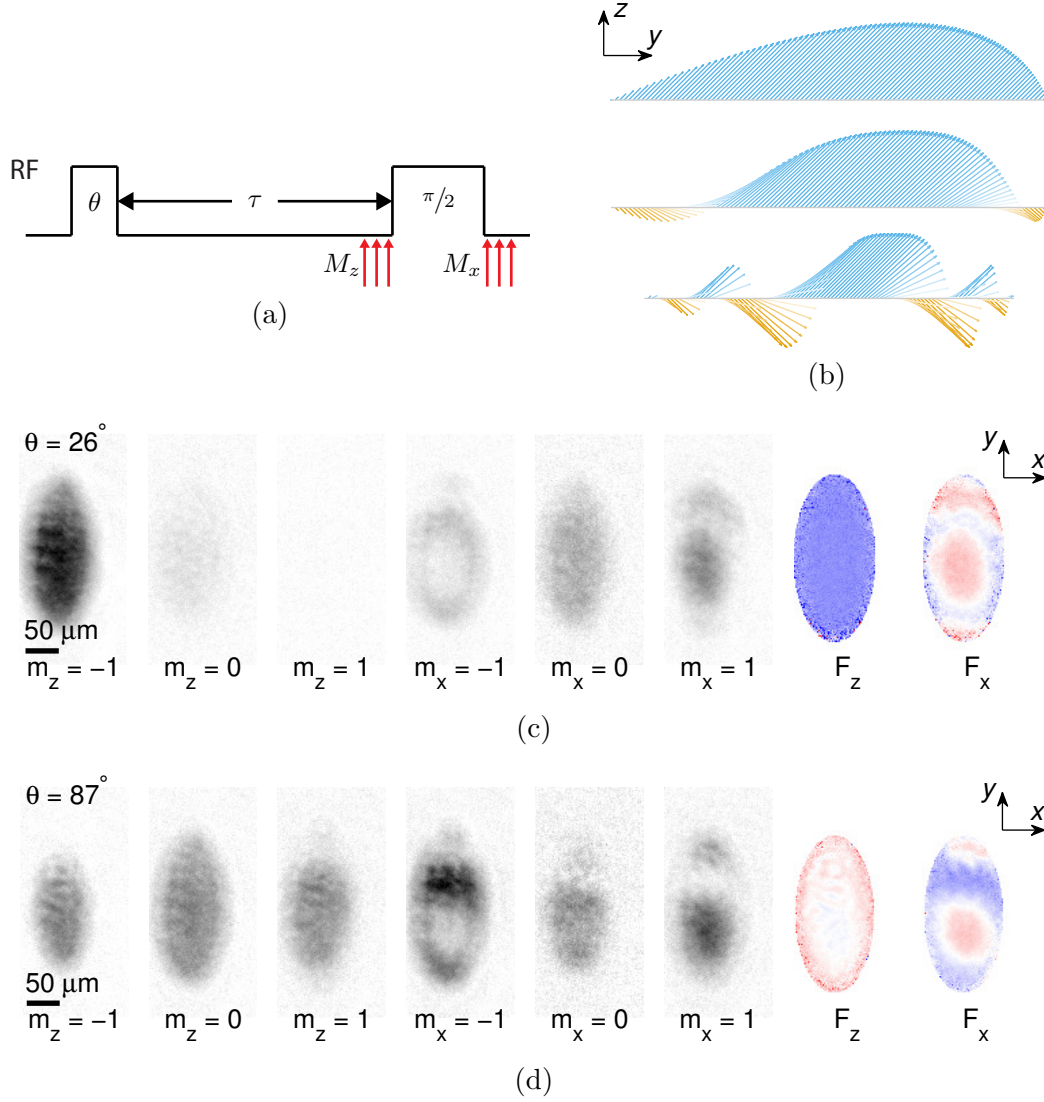 RF
θ
τ
π/2
M_z
M_x
(a)
z
y
(b)
θ = 26°
50 μm
m_z = −1
m_z = 0
m_z = 1
m_x = −1
m_x = 0
m_x = 1
F_z
F_x
y
x
(c)
θ = 87°
50 μm
m_z = −1
m_z = 0
m_z = 1
m_x = −1
m_x = 0
m_x = 1
F_z
F_x
y
x
(d)